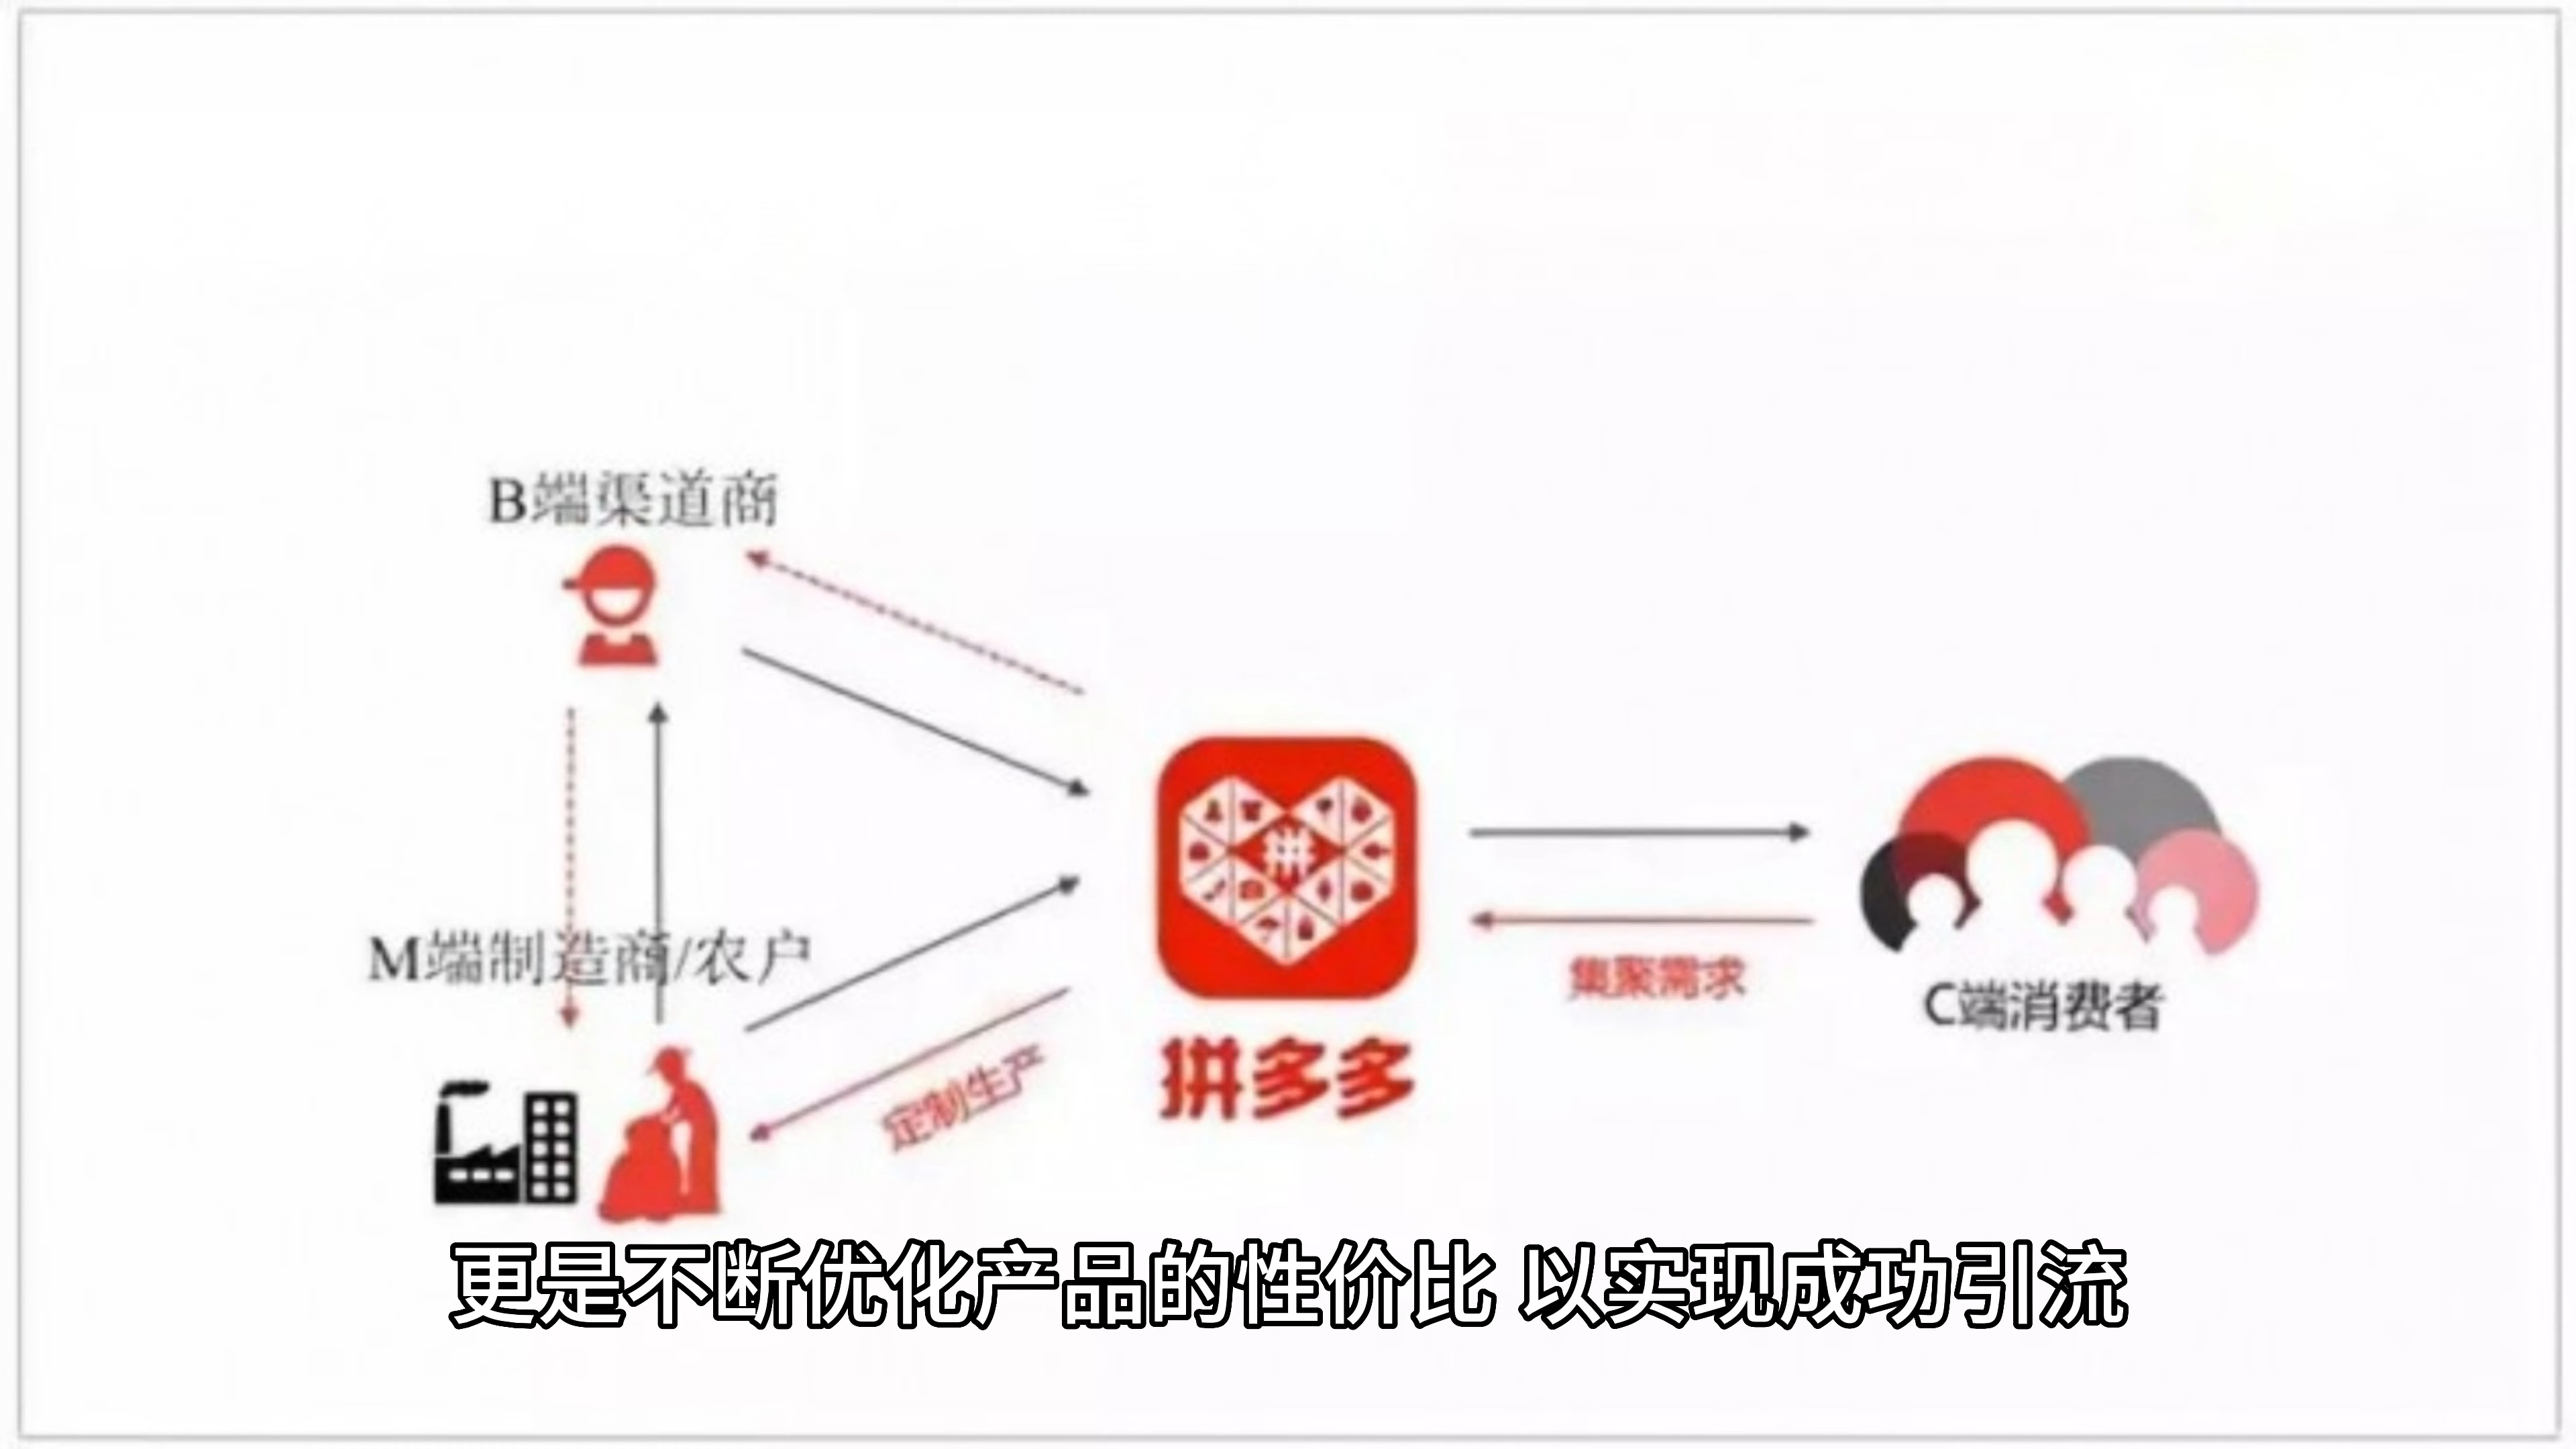 B端渠道商
M端制造商/农户
定制生产
拼
拼多多
集聚需求
C端消费者
更是不断优化产品的性价比 以实现成功引流